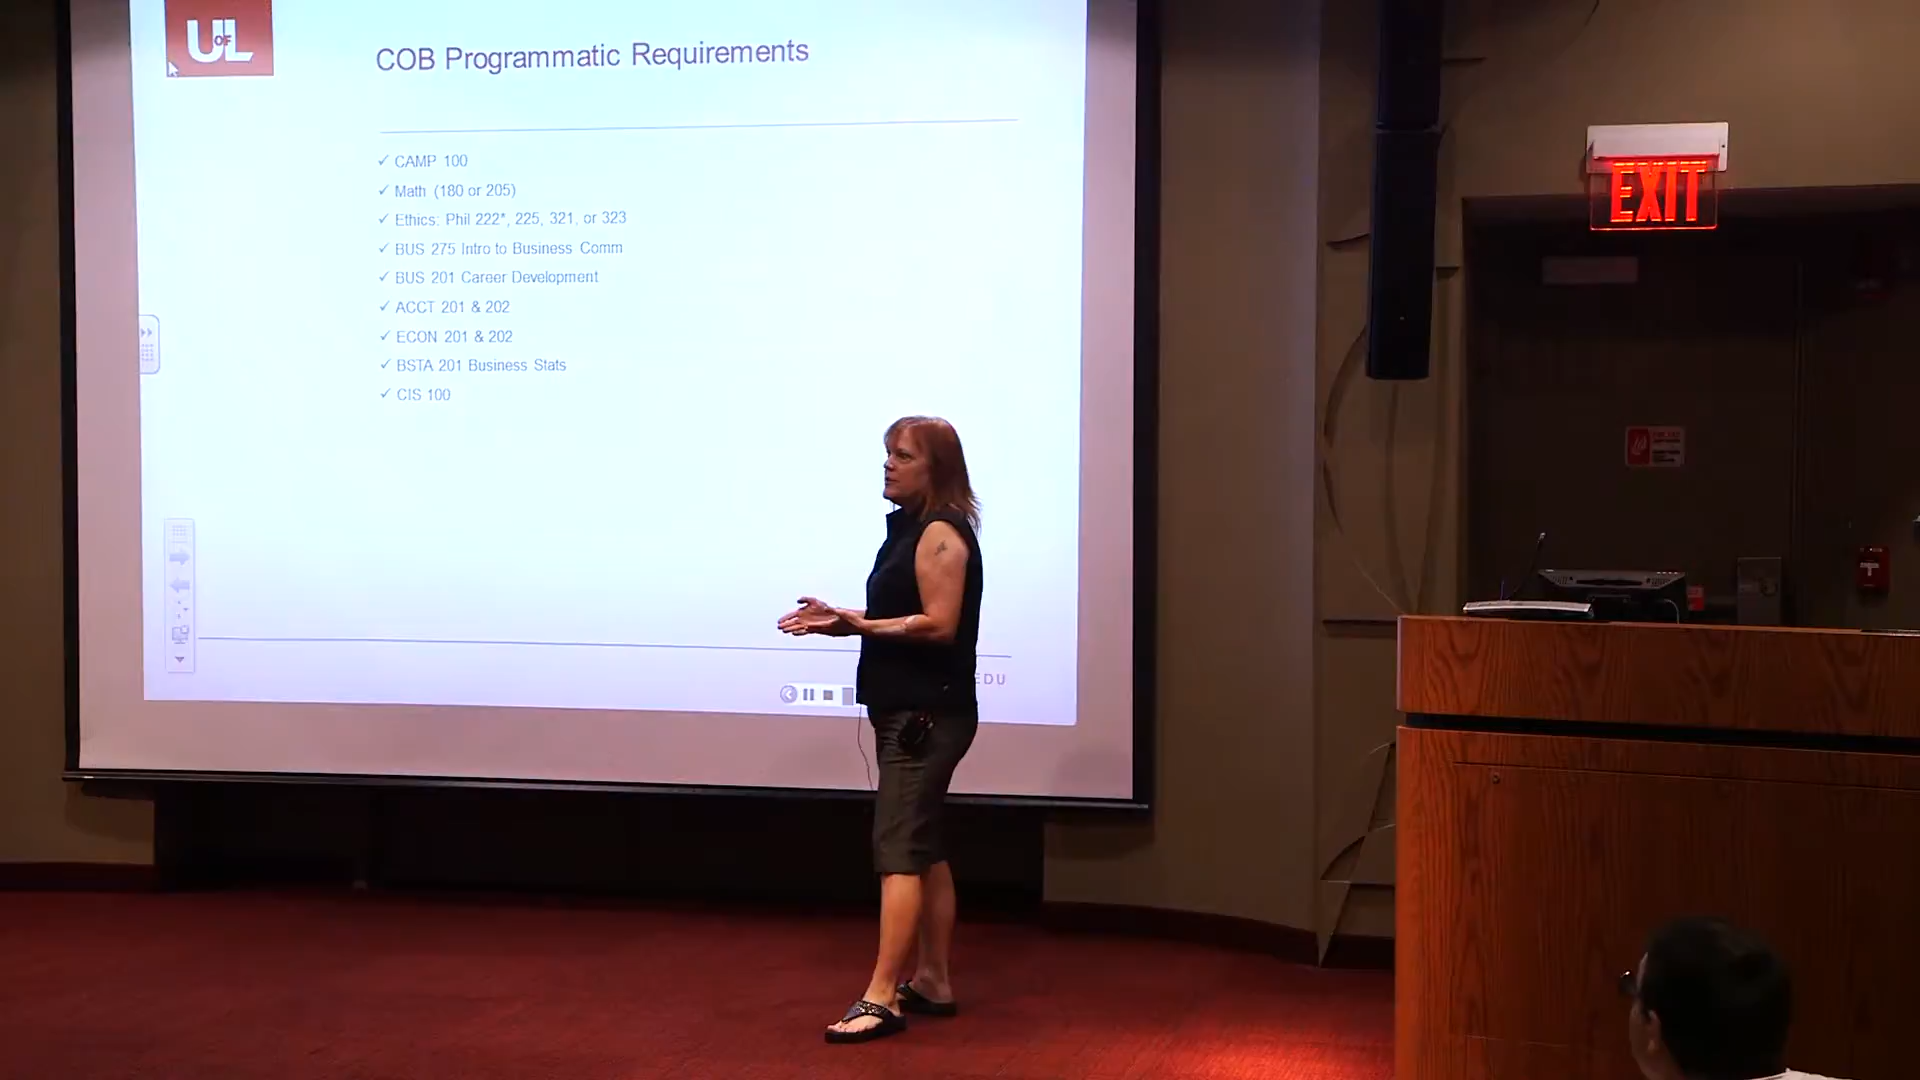 UOFL
COB Programmatic Requirements
✓ CAMP 100
✓ Math (180 or 205)
✓ Ethics: Phil 222*, 225, 321, or 323
✓ BUS 275 Intro to Business Comm
✓ BUS 201 Career Development
✓ ACCT 201 & 202
✓ ECON 201 & 202
✓ BSTA 201 Business Stats
✓ CIS 100
EDU
EXIT